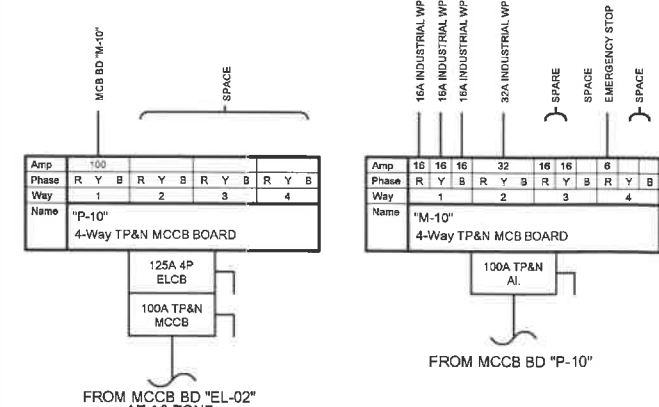 MCB BD "M-10"
SPACE
Amp 100
Phase R Y B R Y B R Y B R Y B
Way 1 2 3 4
Name "P-10"
4-Way TP&N MCCB BOARD
125A 4P
ELCB
100A TP&N
MCCB
FROM MCCB BD "EL-02"
16A INDUSTRIAL WP
16A INDUSTRIAL WP
16A INDUSTRIAL WP
32A INDUSTRIAL WP
SPARE
SPACE
EMERGENCY STOP
SPACE
Amp 16 16 16 32 16 16 6
Phase R Y B R Y B R Y B R Y B
Way 1 2 3 4
Name "M-10"
4-Way TP&N MCB BOARD
100A TP&N
AI.
FROM MCCB BD "P-10"